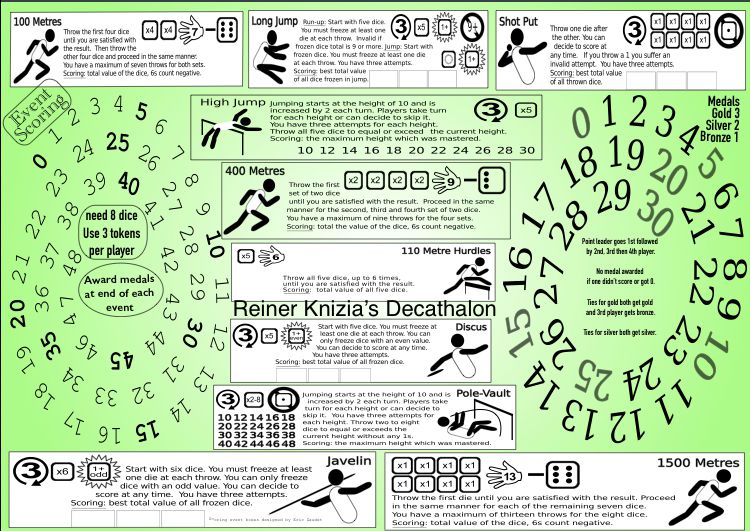 100 Metres
Throw the first four dice
until you are satisfied with
the result. Then throw the
other four dice and proceed in the same manner.
You have a maximum of seven throws for both sets.
Scoring: total value of the dice, 6s count negative.
x4 x4 7
Long Jump
Run-up: Start with five dice.
You must freeze at least one
die at each throw. Invalid if
frozen dice total is 9 or more. Jump: Start with
frozen dice. You must freeze at least one die
at each throw. You have three attempts.
Scoring: best total value
of all dice frozen in jump.
3 x5 1+
1+
Shot Put
Throw one die after
the other. You can
decide to score at
any time. If you throw a 1 you suffer an
invalid attempt. You have three attempts.
Scoring: best total value
of all thrown dice.
3 x1 x1 x1 x1
x1 x1 x1 x1
Event
Scoring
High Jump
Jumping starts at the height of 10 and is
increased by 2 each turn. Players take turn
for each height or can decide to skip it.
You have three attempts for each height.
Throw all five dice to equal or exceed the current height.
Scoring: the maximum height which was mastered.
10 12 14 16 18 20 22 24 26 28 30
3 x5
Medals
Gold 3
Silver 2
Bronze 1
400 Metres
Throw the first
set of two dice
until you are satisfied with the result. Proceed in the same
manner for the second, third and fourth set of two dice.
You have a maximum of nine throws for the four sets.
Scoring: total the value of the dice, 6s count negative.
x2 x2 x2 x2 9
need 8 dice
Use 3 tokens
per player
Award medals
at end of each
event
110 Metre Hurdles
x5 6
Throw all five dice, up to 6 times,
until you are satisfied with the result.
Scoring: total value of all five dice.
Reiner Knizia's Decathalon
Discus
3 x5 1+ even
Start with five dice. You must freeze at
least one die at each throw. You can
only freeze dice with an even value.
You can decide to score at any time.
You have three attempts.
Scoring: best total value of all frozen dice.
Pole-Vault
3 x2-8
Jumping starts at the height of 10 and is
increased by 2 each turn. Players take
turn for each height or can decide to
skip it. You have three attempts for
each height. Throw two to eight
dice to equal or exceed the
current height without any 1s.
Scoring: the maximum height which was mastered.
10 12 14 16 18
20 22 24 26 28
30 32 34 36 38
40 42 44 46 48
Javelin
3 x6 1+ odd
Start with six dice. You must freeze at least
one die at each throw. You can only freeze
dice with an odd value. You can decide to
score at any time. You have three attempts.
Scoring: best total value of all frozen dice.
1500 Metres
x1 x1 x1 x1
x1 x1 x1 x1
13
Throw the first die until you are satisfied with the result. Proceed
in the same manner for each of the remaining seven dice.
You have a maximum of thirteen throws for the eight dice.
Scoring: total of the dice, 6s count negative.
Point leader goes 1st followed
by 2nd, 3rd then 4th player.
No medal awarded
if one didn't score or got 0.
Ties for gold both get gold
and 3rd player gets bronze.
Ties for silver both get silver.
0 1 2 3 4 5 6 7 8 9 10 11 12 13 14 15 16 17 18 19 20 21 22 23 24 25 26 27 28 29 30
0 1 2 3 4 5 6 7 8 9 10 11 12 13 14 15 16 17 18 19 20 21 22 23 24 25 26 27 28 29 30 31 32 33 34 35 36 37 38 39 40 41 42 43 44 45 46 47 48